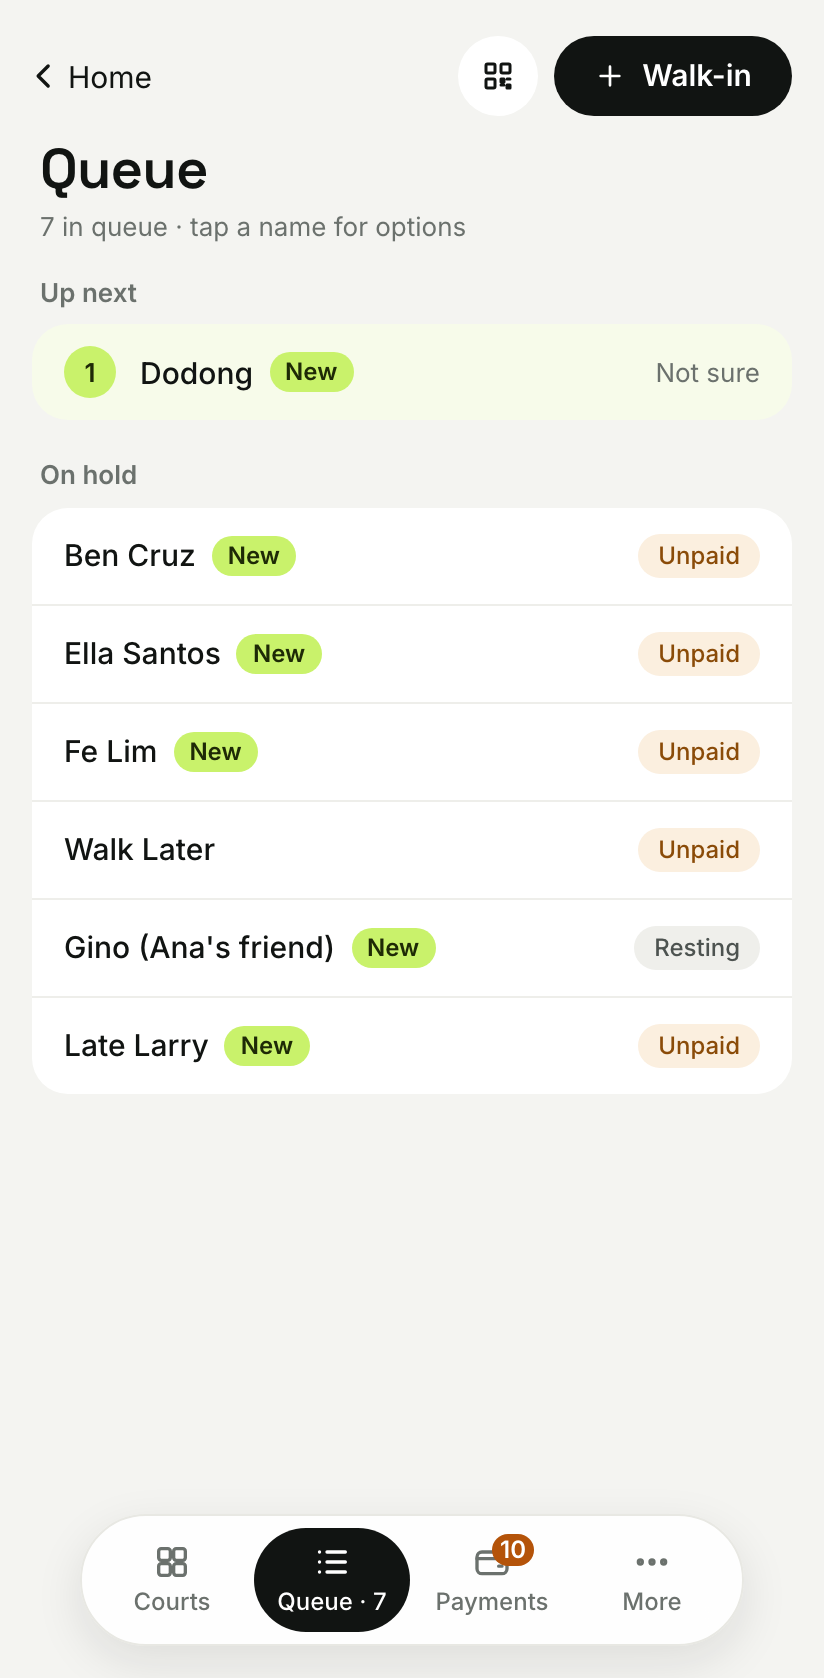 Home
Walk-in
Queue
7 in queue · tap a name for options
Up next
1 Dodong New Not sure
On hold
Ben Cruz New Unpaid
Ella Santos New Unpaid
Fe Lim New Unpaid
Walk Later Unpaid
Gino (Ana's friend) New Resting
Late Larry New Unpaid
10
Courts Queue · 7 Payments More